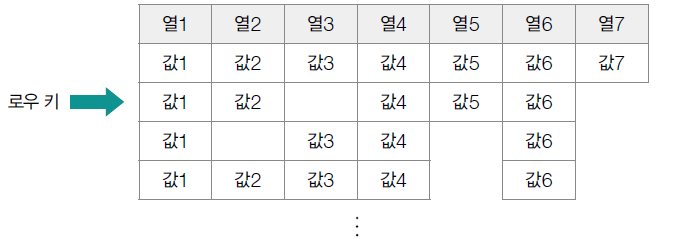 열1 열2 열3 열4 열5 열6 열7
값1 값2 값3 값4 값5 값6 값7
로우 키 값1 값2 값4 값5 값6
값1 값3 값4 값6
값1 값2 값3 값4 값6
⋮